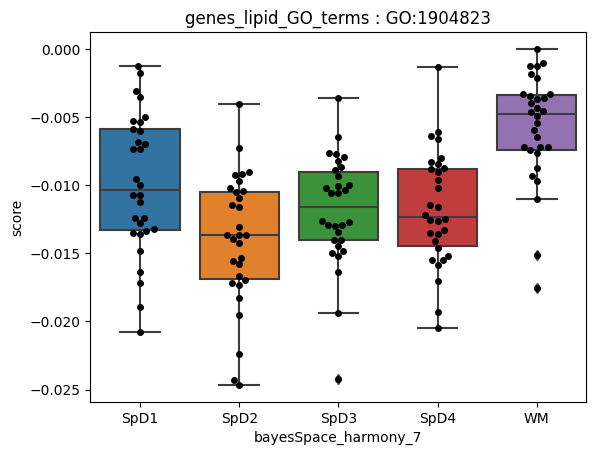 genes_lipid_GO_terms : GO:1904823
0.000
−0.005
−0.010
−0.015
−0.020
−0.025
score
SpD1 SpD2 SpD3 SpD4 WM
bayesSpace_harmony_7